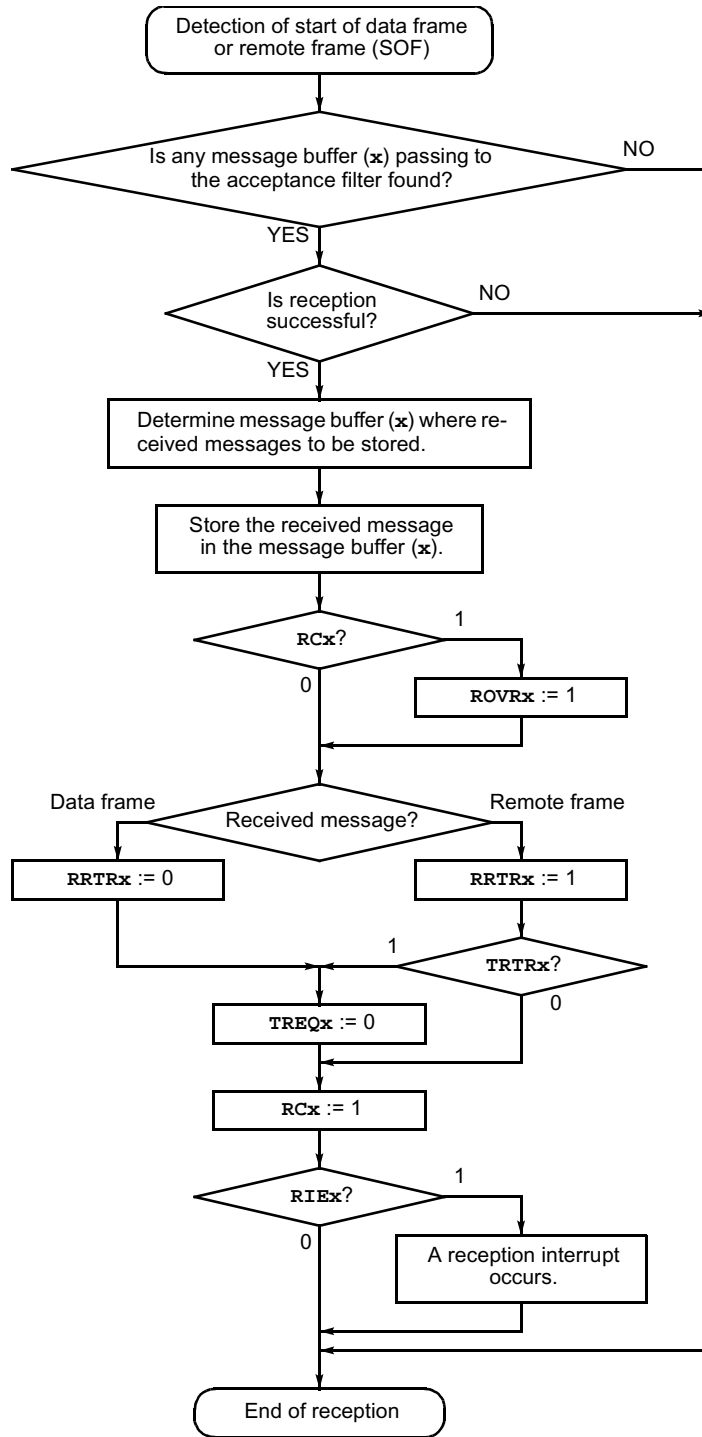 Detection of start of data frame
or remote frame (SOF)
Is any message buffer (x) passing to
the acceptance filter found?
NO
YES
Is reception
successful?
NO
YES
Determine message buffer (x) where re-
ceived messages to be stored.
Store the received message
in the message buffer (x).
RCx?
1
0
ROVRx := 1
Data frame
Received message?
Remote frame
RRTRx := 0
RRTRx := 1
1
TRTRx?
0
TREQx := 0
RCx := 1
RIEx?
1
0
A reception interrupt
occurs.
End of reception